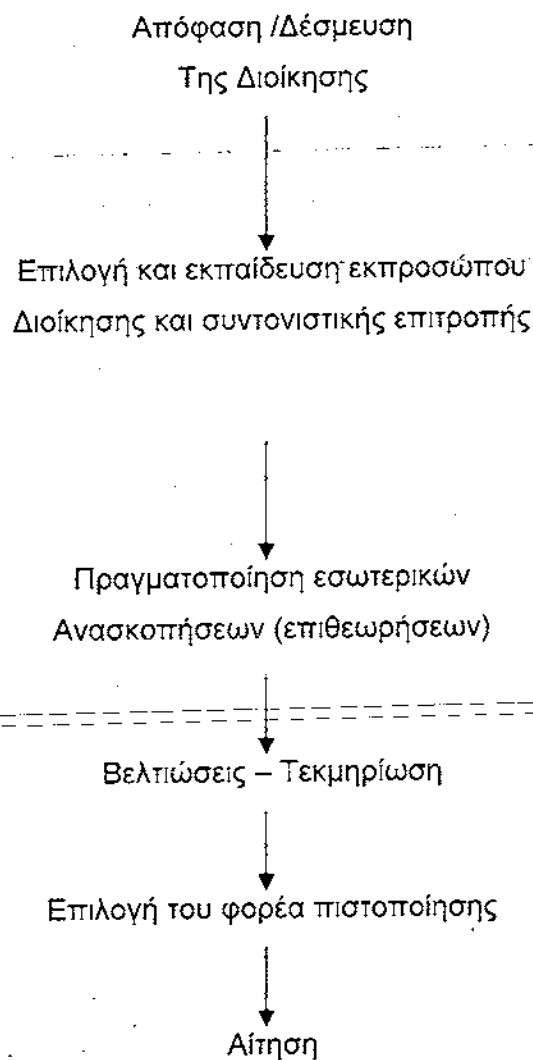 Απόφαση /Δέσμευση
Της Διοίκησης
Επιλογή και εκπαίδευση εκπροσώπου
Διοίκησης και συντονιστικής επιτροπής
Πραγματοποίηση εσωτερικών
Ανασκοπήσεων (επιθεωρήσεων)
Βελτιώσεις – Τεκμηρίωση
Επιλογή του φορέα πιστοποίησης
Αίτηση